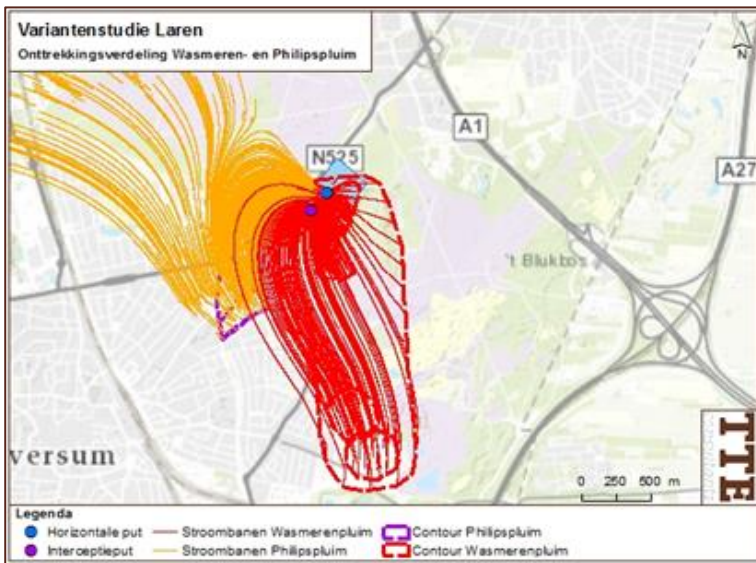 Variantenstudie Laren
Onttrekkingsverdeling Wasmeren- en Philipspluim
N
A1
N525
A27
't Blukbos
versum
0 250 500 m
TTE
Legenda
Horizontale put Stroombanen Wasmerenpluim Contour Philipspluim
Interceptieput Stroombanen Philipspluim Contour Wasmerenpluim